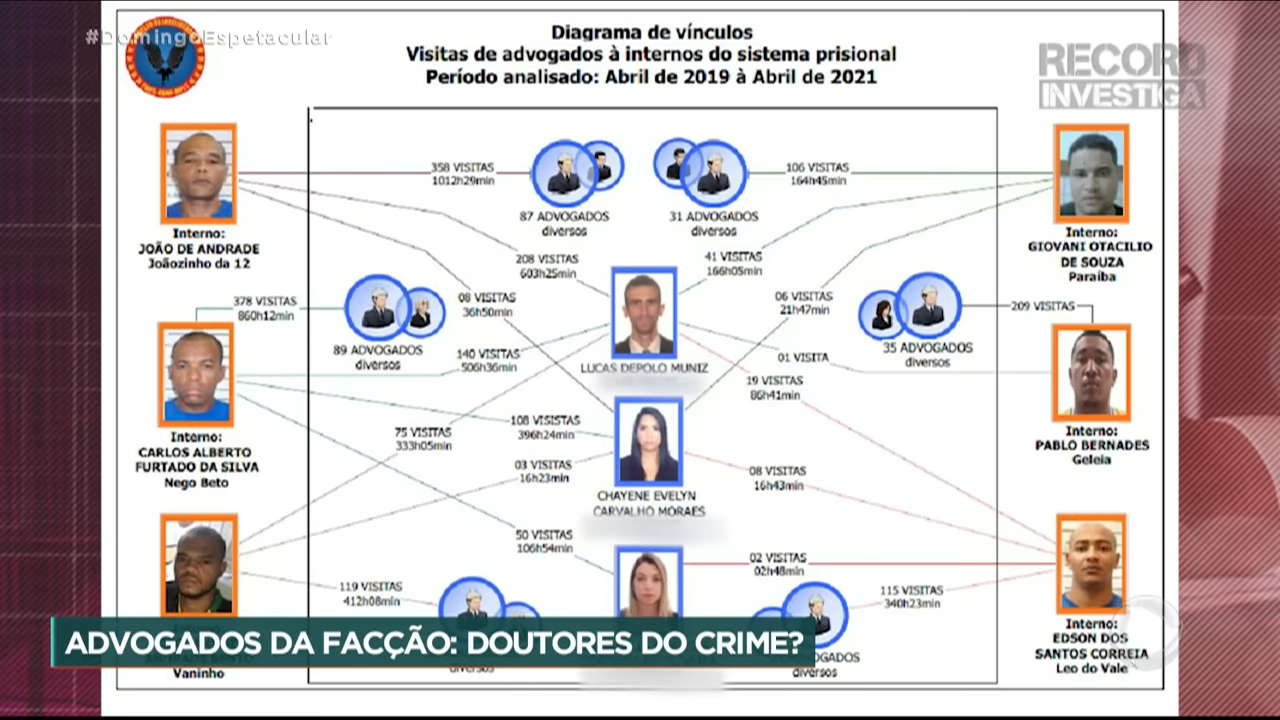 #DomingoEspetacular
Diagrama de vínculos
Visitas de advogados à internos do sistema prisional
Período analisado: Abril de 2019 à Abril de 2021
RECORD
INVESTIGA
358 VISITAS
1012h29min
106 VISITAS
164h45min
87 ADVOGADOS
diversos
31 ADVOGADOS
diversos
Interno:
JOÃO DE ANDRADE
Joãozinho da 12
Interno:
GIOVANI OTACILIO
DE SOUZA
Paraíba
208 VISITAS
603h25min
41 VISITAS
166h05min
378 VISITAS
860h12min
08 VISITAS
36h50min
06 VISITAS
21h47min
209 VISITAS
89 ADVOGADOS
diversos
35 ADVOGADOS
diversos
140 VISITAS
506h36min
LUCAS DEPOLO MUNIZ
01 VISITA
19 VISITAS
86h41min
Interno:
CARLOS ALBERTO
FURTADO DA SILVA
Nego Beto
75 VISITAS
333h05min
108 VISISTAS
396h24min
Interno:
PABLO BERNADES
Geleia
03 VISITAS
16h23min
08 VISITAS
16h43min
CHAYENE EVELYN
CARVALHO MORAES
50 VISITAS
106h54min
02 VISITAS
02h48min
119 VISITAS
412h08min
115 VISITAS
340h23min
Interno:
EDSON DOS
SANTOS CORREIA
Leo do Vale
ADVOGADOS DA FACÇÃO: DOUTORES DO CRIME?
Vaninho
diversos
ADVOGADOS
diversos